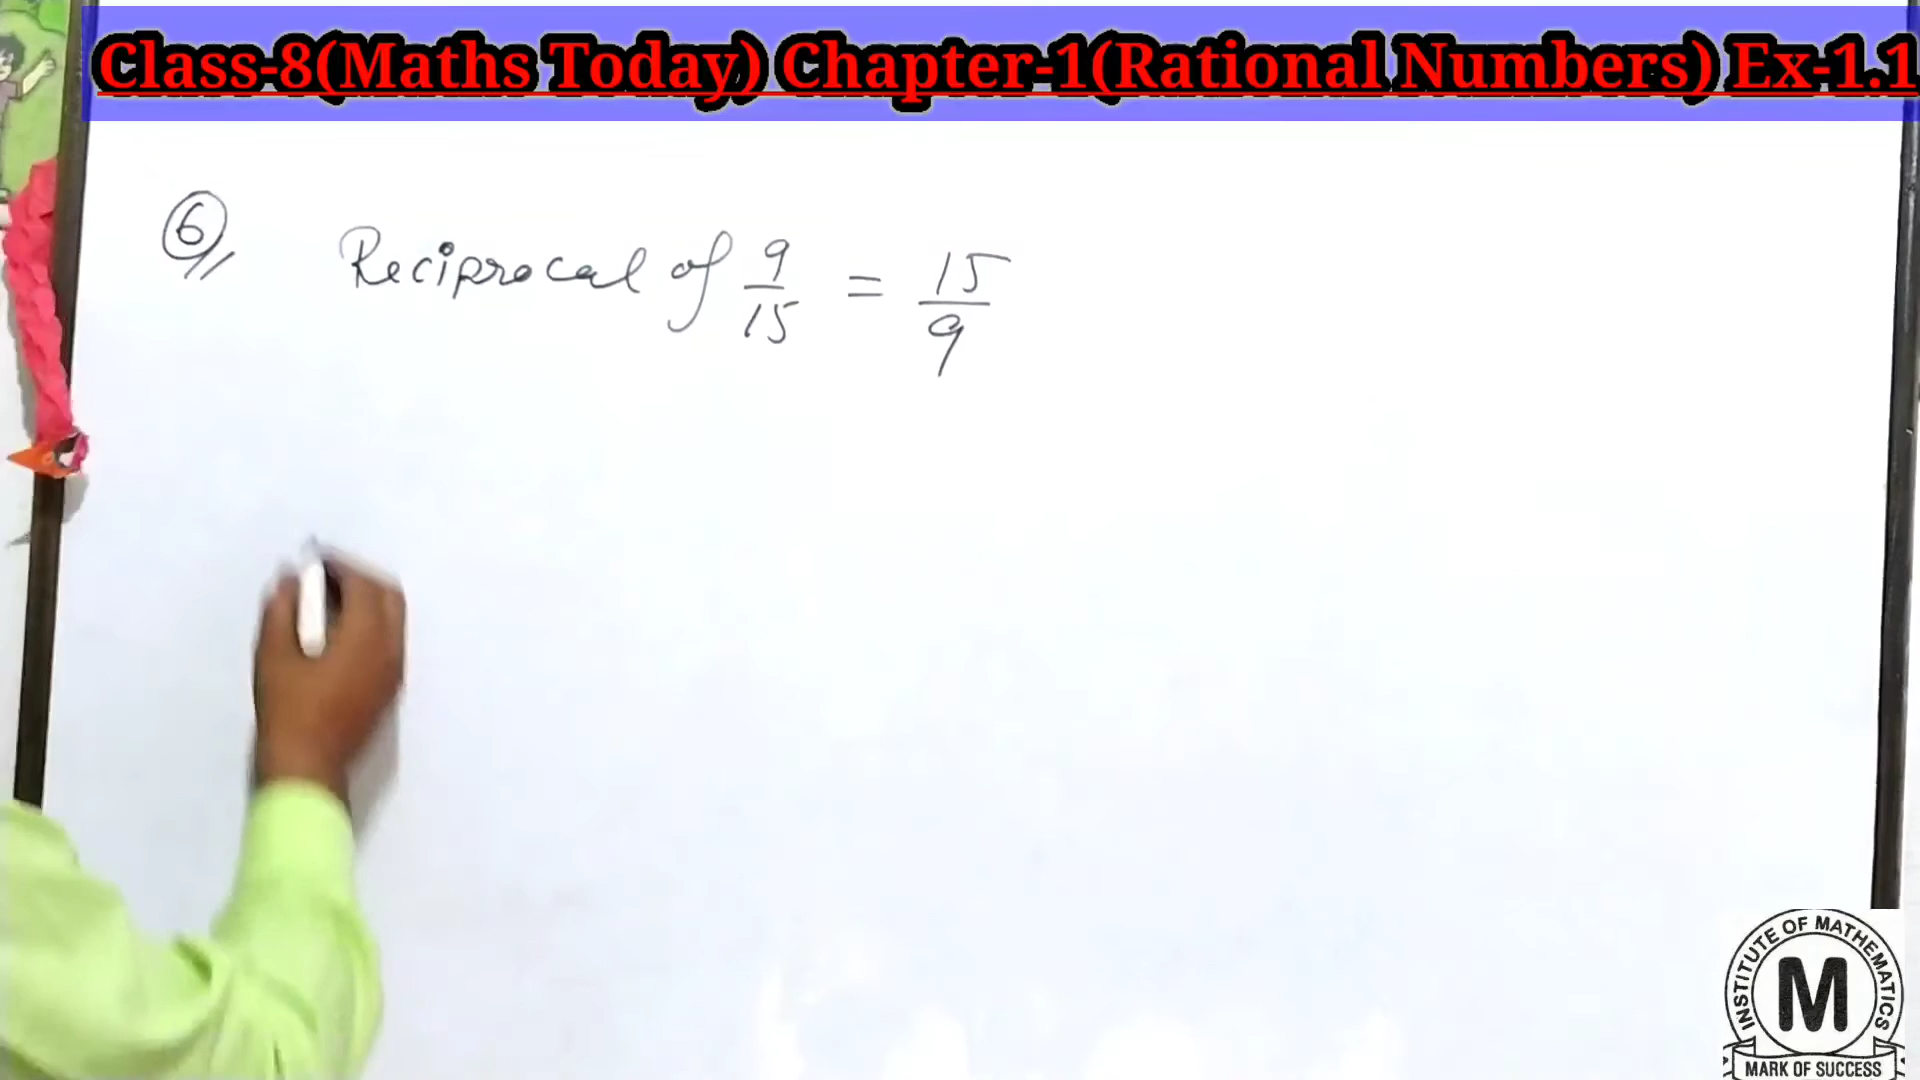 Class-8(Maths Today) Chapter-1(Rational Numbers) Ex-1.1
6 Reciprocal of 9/15 = 15/9
INSTITUTE OF MATHEMATICS
M
MARK OF SUCCESS